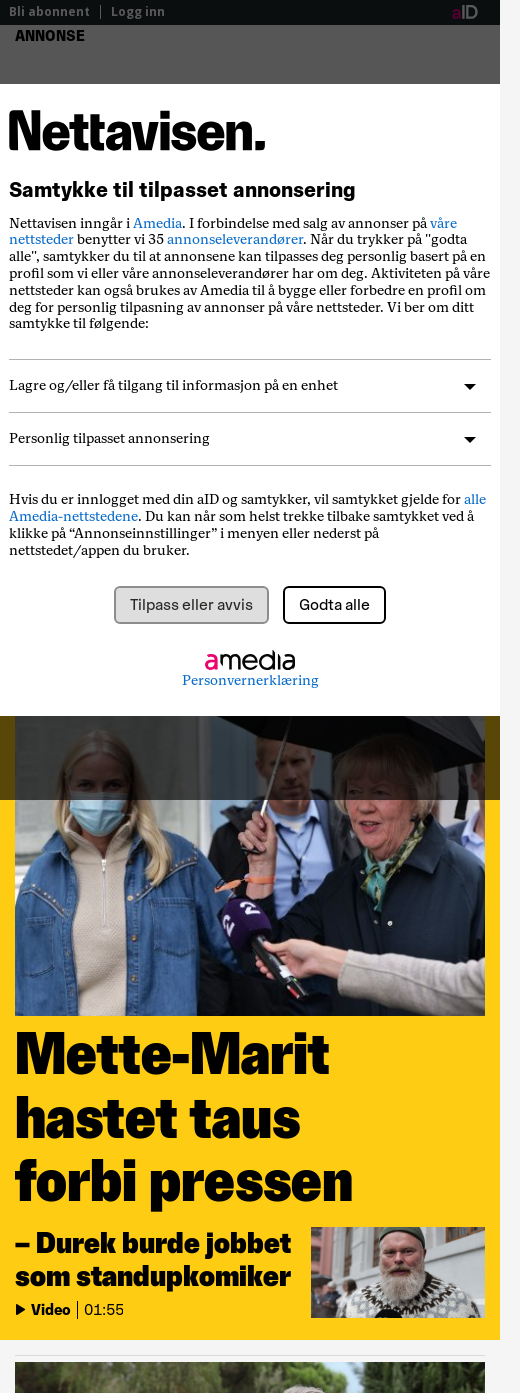 Bli abonnent | Logg inn
aID
ANNONSE
Nettavisen.
Samtykke til tilpasset annonsering
Nettavisen inngår i Amedia. I forbindelse med salg av annonser på våre
nettsteder benytter vi 35 annonseleverandører. Når du trykker på "godta
alle", samtykker du til at annonsene kan tilpasses deg personlig basert på en
profil som vi eller våre annonseleverandører har om deg. Aktiviteten på våre
nettsteder kan også brukes av Amedia til å bygge eller forbedre en profil om
deg for personlig tilpasning av annonser på våre nettsteder. Vi ber om ditt
samtykke til følgende:
Lagre og/eller få tilgang til informasjon på en enhet
Personlig tilpasset annonsering
Hvis du er innlogget med din aID og samtykker, vil samtykket gjelde for alle
Amedia-nettstedene. Du kan når som helst trekke tilbake samtykket ved å
klikke på “Annonseinnstillinger” i menyen eller nederst på
nettstedet/appen du bruker.
Tilpass eller avvis
Godta alle
amedia
Personvernerklæring
2
Mette-Marit
hastet taus
forbi pressen
– Durek burde jobbet
som standupkomiker
Video | 01:55